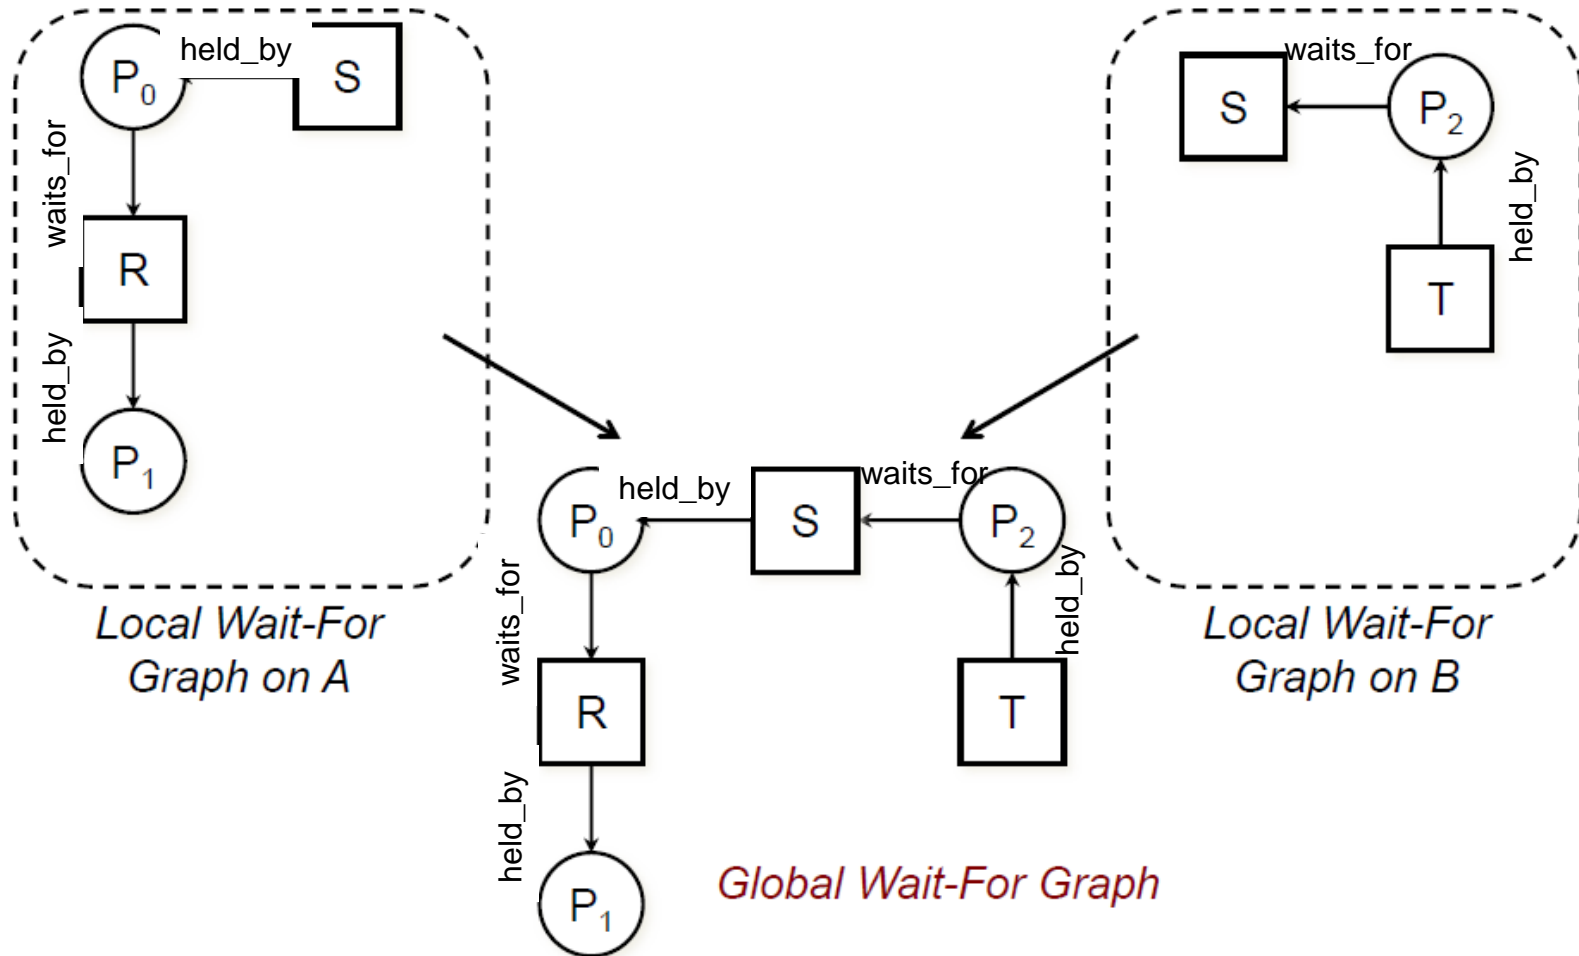 P0
held_by
S
waits_for
R
held_by
P1
Local Wait-For
Graph on A
S
waits_for
P2
held_by
T
Local Wait-For
Graph on B
P0
held_by
S
waits_for
P2
waits_for
held_by
R
T
held_by
P1
Global Wait-For Graph